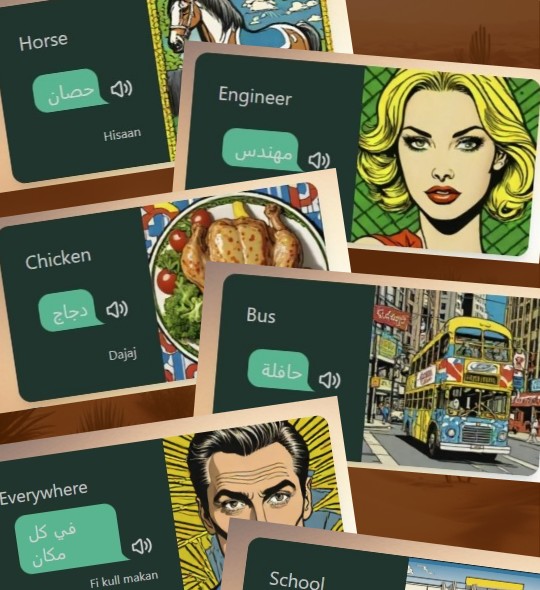 Horse
حصان
Hisaan
Engineer
مهندس
Chicken
دجاج
Dajaj
Bus
حافلة
Everywhere
في كل
مكان
Fi kull makan
School